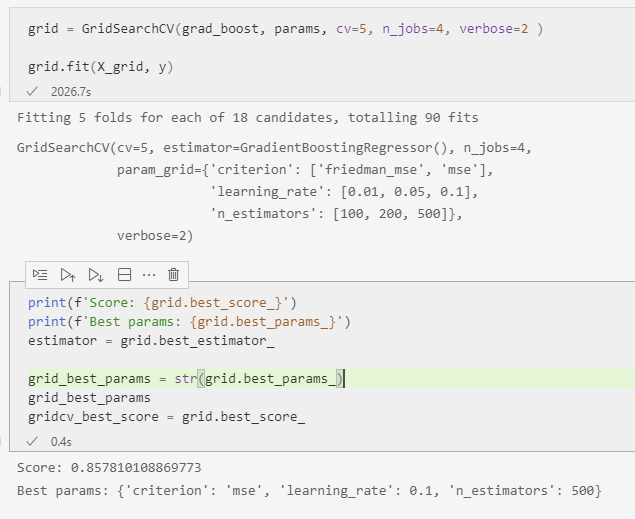 grid = GridSearchCV(grad_boost, params, cv=5, n_jobs=4, verbose=2 )
grid.fit(X_grid, y)
2026.7s
Fitting 5 folds for each of 18 candidates, totalling 90 fits
GridSearchCV(cv=5, estimator=GradientBoostingRegressor(), n_jobs=4,
param_grid={'criterion': ['friedman_mse', 'mse'],
'learning_rate': [0.01, 0.05, 0.1],
'n_estimators': [100, 200, 500]},
verbose=2)
print(f'Score: {grid.best_score_}')
print(f'Best params: {grid.best_params_}')
estimator = grid.best_estimator_
grid_best_params = str(grid.best_params_)
grid_best_params
gridcv_best_score = grid.best_score_
0.4s
Score: 0.857810108869773
Best params: {'criterion': 'mse', 'learning_rate': 0.1, 'n_estimators': 500}